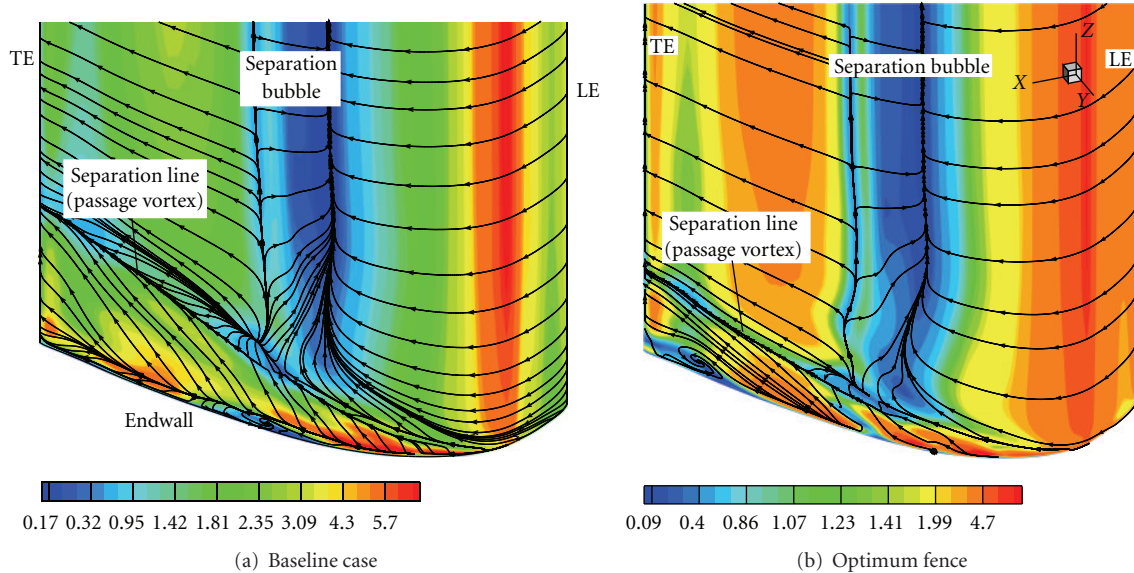 TE
Separation
bubble
LE
Separation line
(passage vortex)
Endwall
0.17 0.32 0.95 1.42 1.81 2.35 3.09 4.3 5.7
(a) Baseline case
TE
Separation bubble
Z
X
Y
LE
Separation line
(passage vortex)
0.09 0.4 0.86 1.07 1.23 1.41 1.99 4.7
(b) Optimum fence